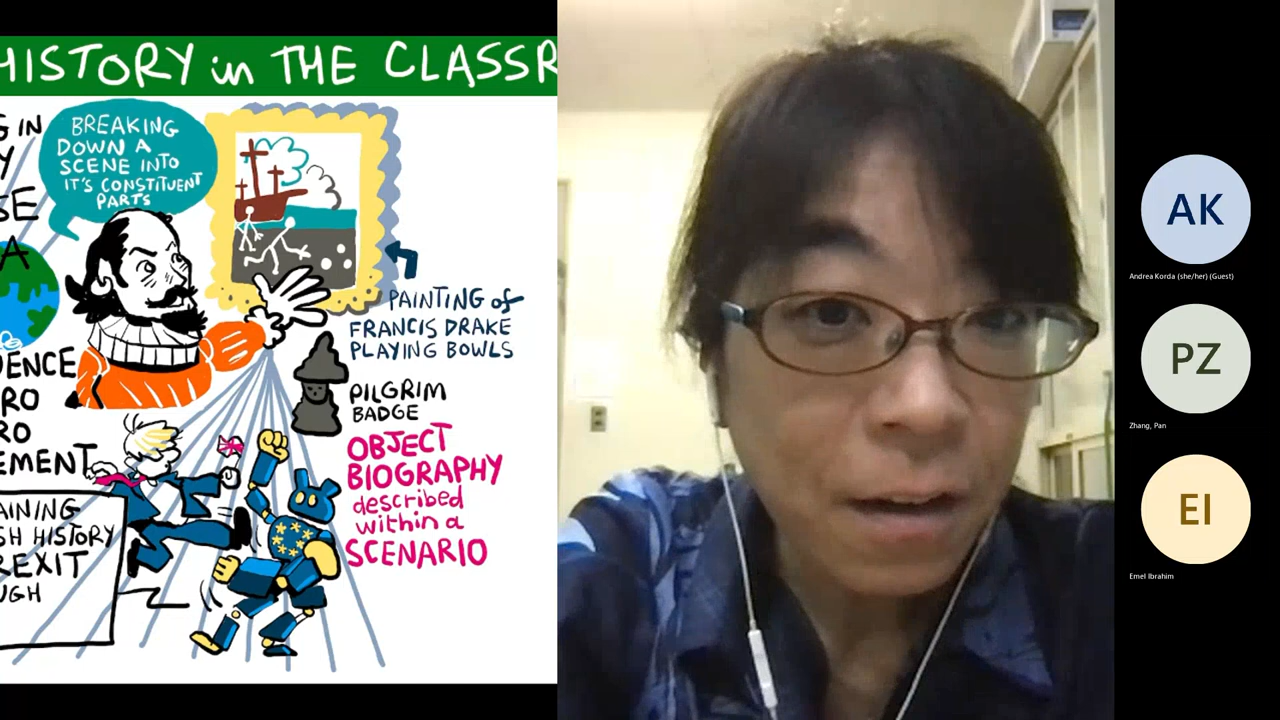 HISTORY in THE CLASSR
G IN
Y
SE
A
BREAKING
DOWN A
SCENE INTO
IT'S CONSTITUENT
PARTS
PAINTING of
FRANCIS DRAKE
PLAYING BOWLS
PILGRIM
BADGE
OBJECT
BIOGRAPHY
described
within a
SCENARIO
DENCE
RO
RO
EMENT
AINING
SH HISTORY
REXIT
UGH
AK
Andrea Korda (she/her) (Guest)
PZ
Zhang, Pan
EI
Emel Ibrahim